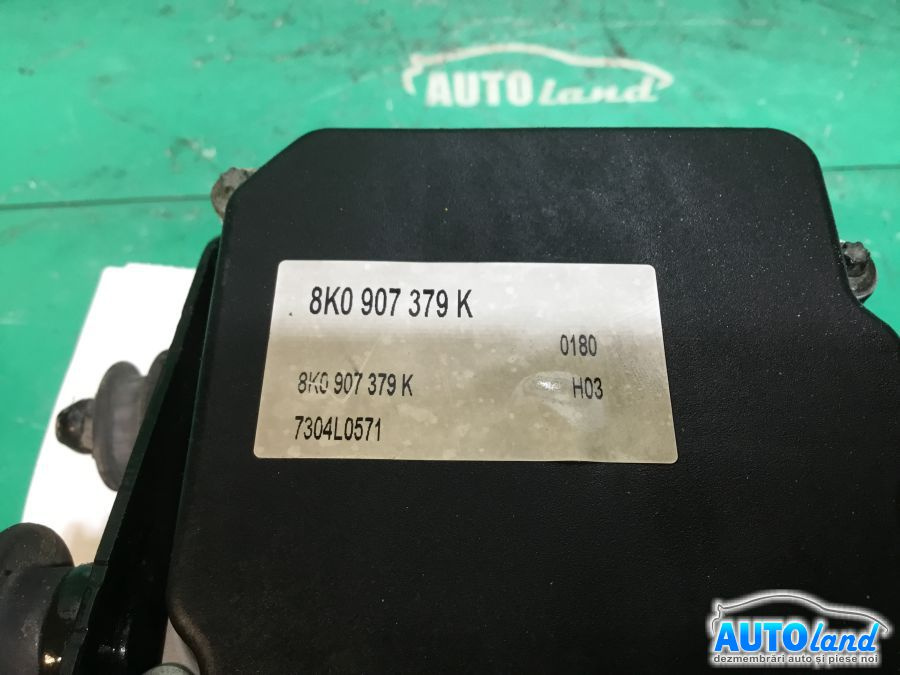 AUTOland
8K0 907 379 K
0180
8K0 907 379 K H03
7304L0571
AUTOland
dezmembrări auto și piese noi